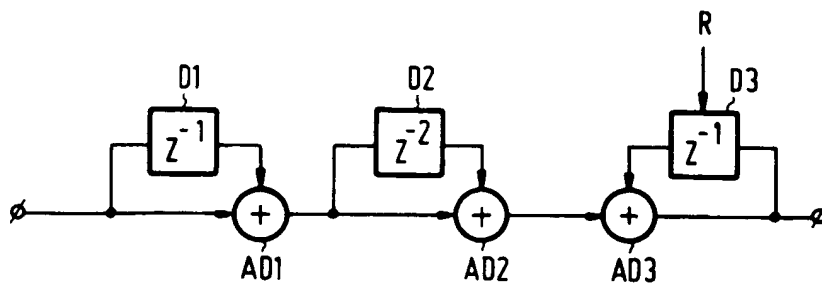 R
D1
D2
D3
z^-1
z^-2
z^-1
+
+
+
AD1
AD2
AD3